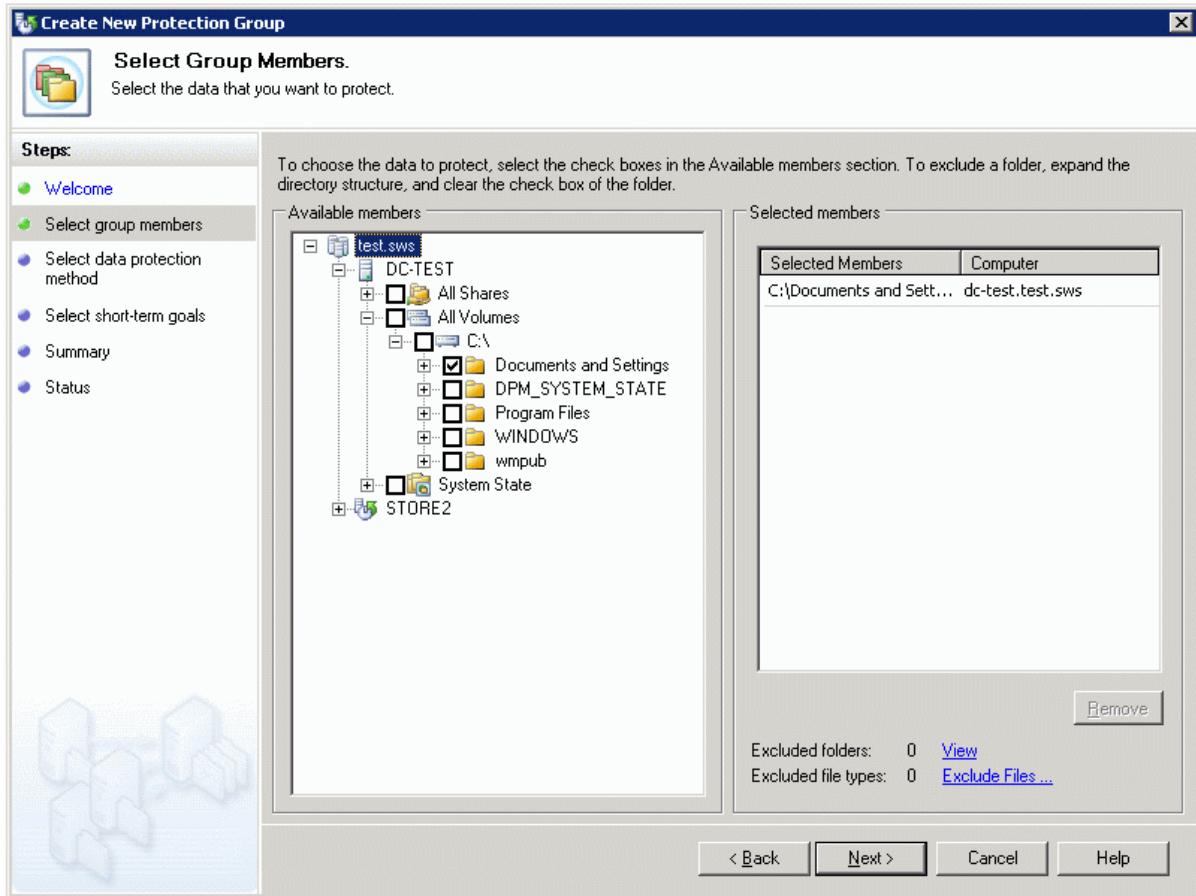 Create New Protection Group
Select Group Members.
Select the data that you want to protect.
Steps:
Welcome
Select group members
Select data protection
method
Select short-term goals
Summary
Status
To choose the data to protect, select the check boxes in the Available members section. To exclude a folder, expand the
directory structure, and clear the check box of the folder.
Available members
test.sws
DC-TEST
All Shares
All Volumes
C:\
Documents and Settings
DPM_SYSTEM_STATE
Program Files
WINDOWS
wmpub
System State
STORE2
Selected members
Selected Members Computer
C:\Documents and Sett... dc-test.test.sws
Remove
Excluded folders: 0 View
Excluded file types: 0 Exclude Files ...
< Back Next > Cancel Help